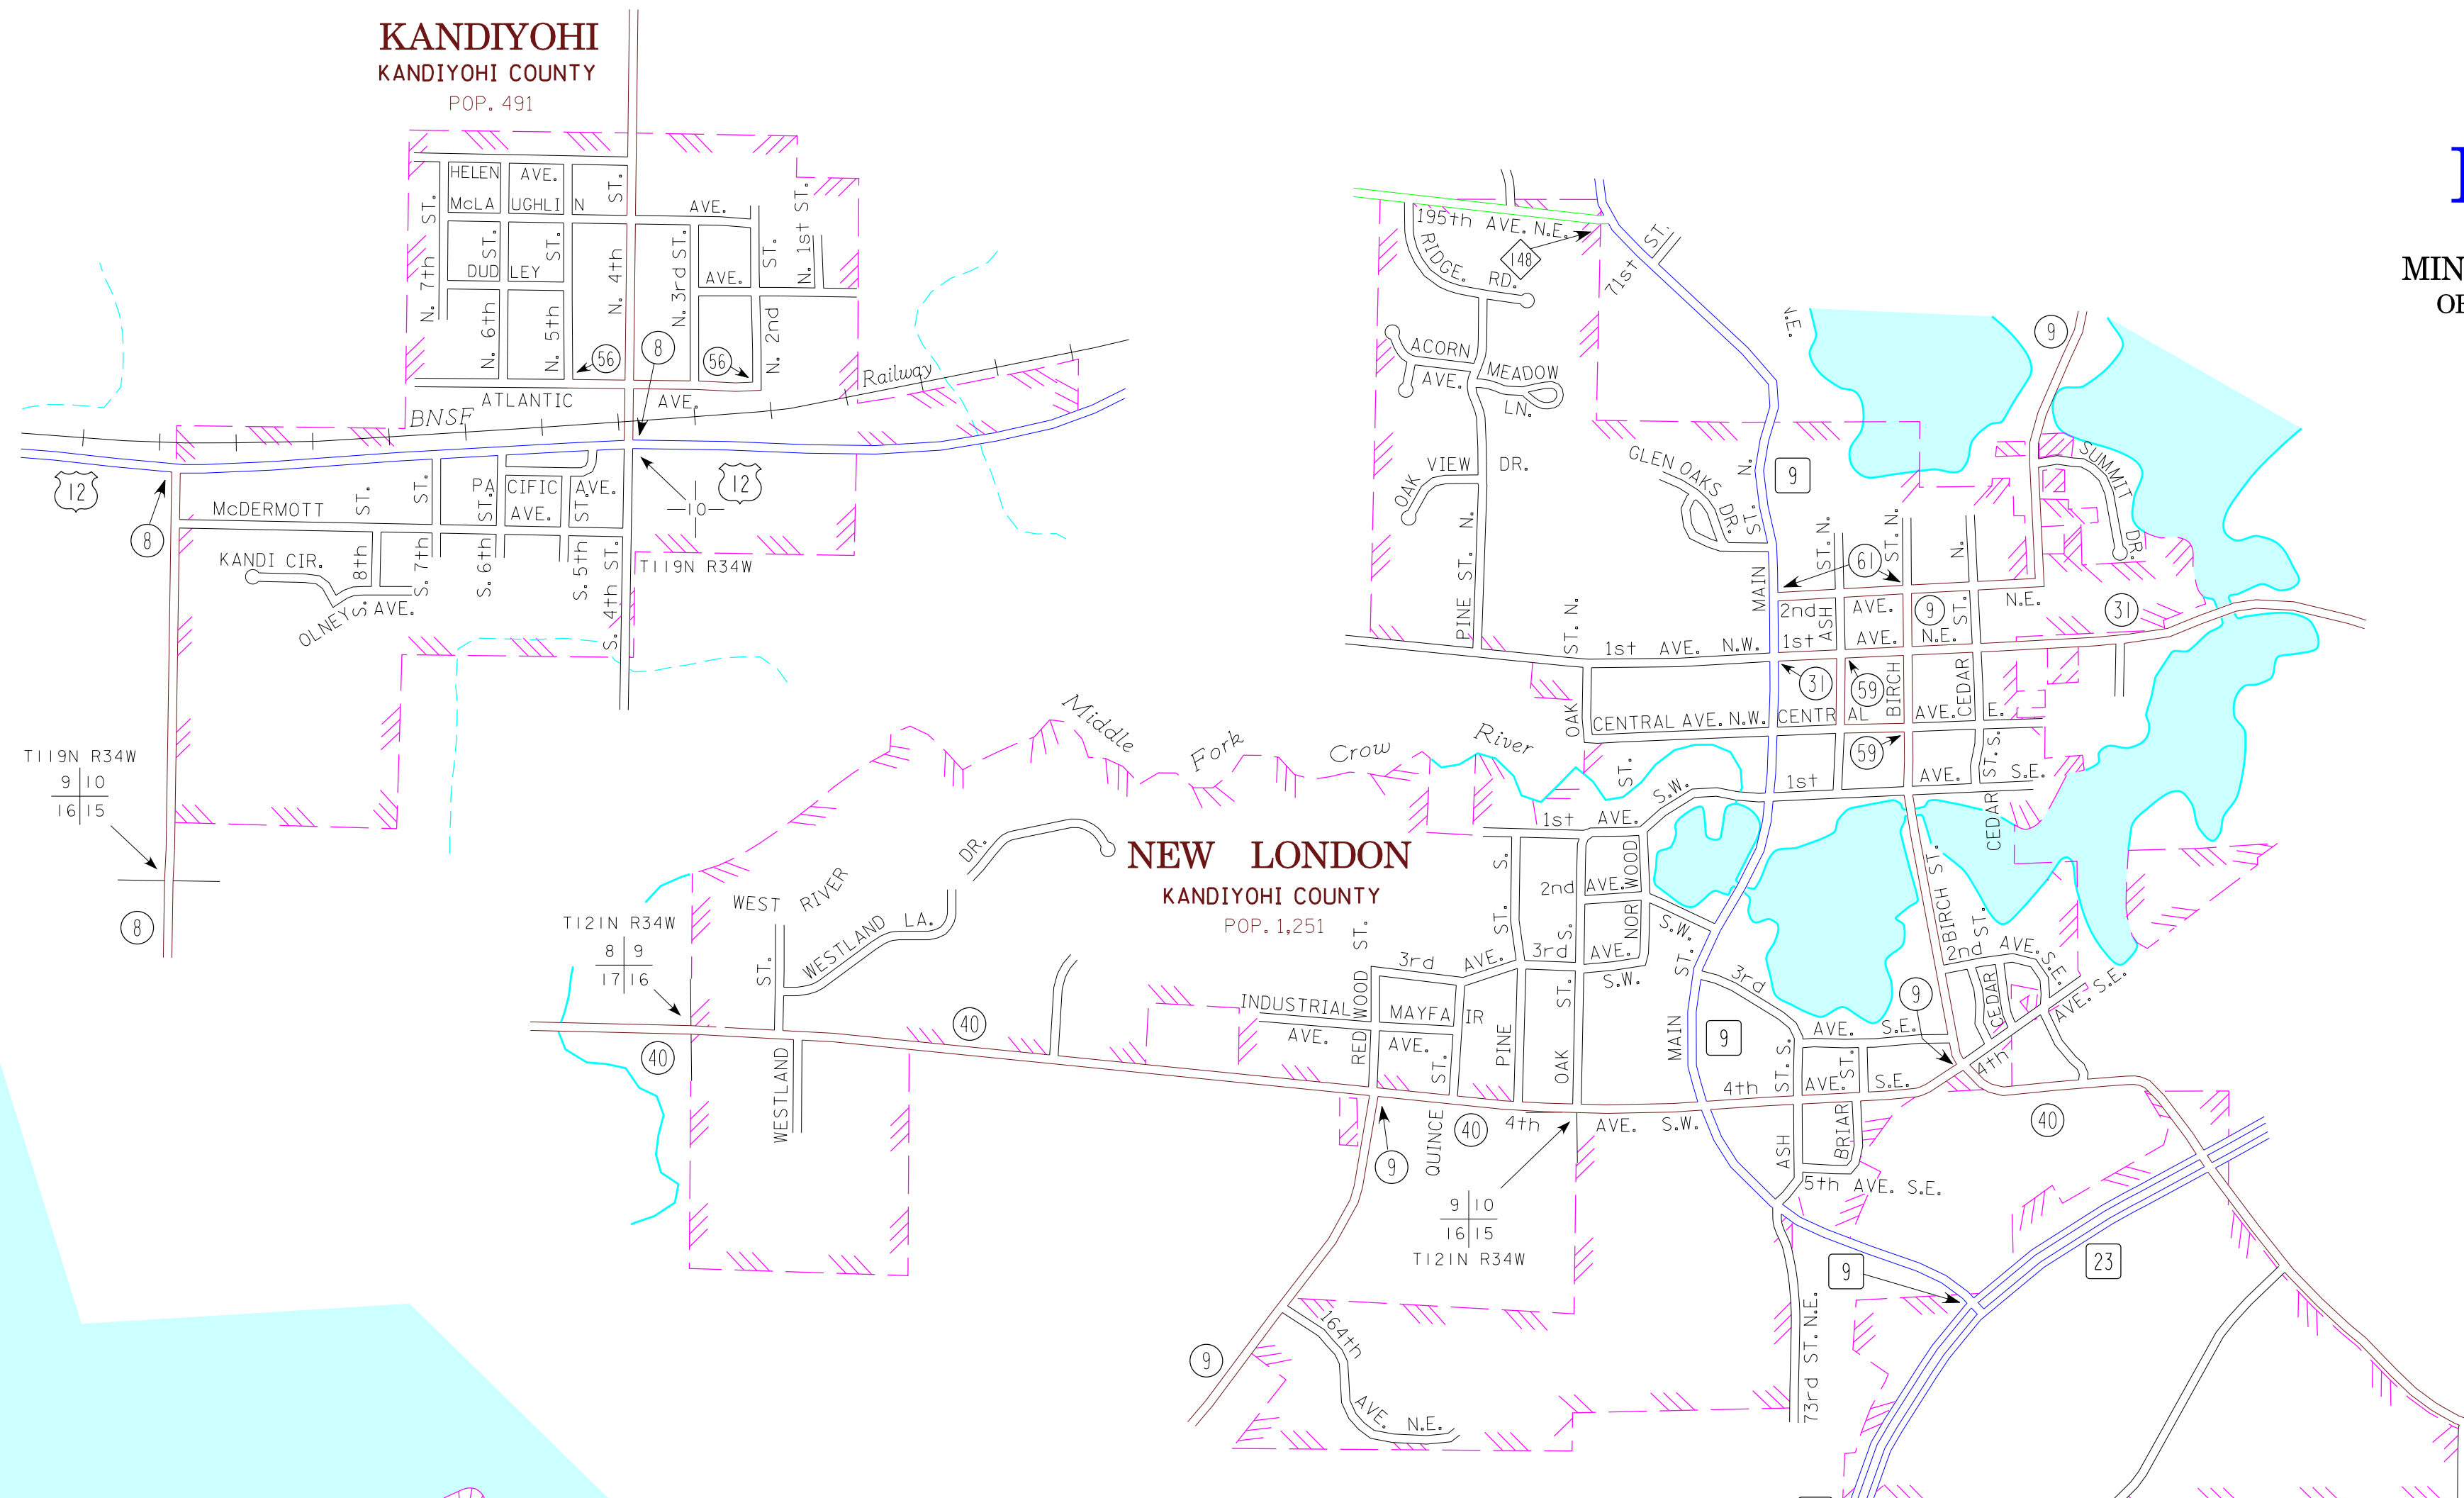 KANDIYOHI
KANDIYOHI COUNTY
POP. 491
HELEN AVE.
McLAUGHLIN AVE.
DUDLEY AVE.
N. 7th ST.
N. 6th ST.
N. 5th ST.
N. 4th ST.
N. 3rd ST.
N. 2nd ST.
N. 1st ST.
56
8
56
ATLANTIC AVE.
BNSF Railway
12
12
8
McDERMOTT AVE.
PACIFIC AVE.
KANDI CIR.
OLNEY AVE.
S. 8th ST.
S. 7th ST.
S. 6th ST.
S. 5th ST.
S. 4th ST.
10
T119N R34W
T119N R34W
9 10
16 15
8
NEW LONDON
KANDIYOHI COUNTY
POP. 1,251
Middle Fork Crow River
195th AVE. N.E.
148
RIDGE. RD.
71st ST.
N.E.
9
ACORN AVE.
MEADOW LN.
OAK VIEW DR.
GLEN OAKS DR.
PINE ST. N.
MAIN ST. N.
9
SUMMIT DR.
ASH ST. N.
BIRCH ST. N.
CEDAR ST. N.
61
2nd AVE. N.E.
9
31
OAK ST. N.
1st AVE. N.W.
1st AVE. N.E.
31
59
CENTRAL AVE. N.W.
CENTRAL AVE. E.
59
1st AVE. S.E.
CEDAR ST. S.
1st AVE. S.W.
2nd AVE.
NORWOOD ST.
S.W.
3rd AVE.
3rd AVE. S.W.
WEST RIVER DR.
WESTLAND LA.
WESTLAND ST.
T121N R34W
8 9
17 16
40
40
INDUSTRIAL AVE.
REDWOOD ST.
MAYFAIR AVE.
QUINCE ST.
PINE ST. S.
OAK ST. S.
MAIN ST.
9
3rd AVE. S.E.
BIRCH ST.
2nd ST.
AVE. S.E.
CEDAR
9
4th AVE. S.E.
4th AVE. S.E.
ASH ST. S.
BRIAR ST.
40
4th AVE. S.W.
40
9
9 10
16 15
T121N R34W
5th AVE. S.E.
9
23
73rd ST. N.E.
164th AVE. N.E.
9
MIN